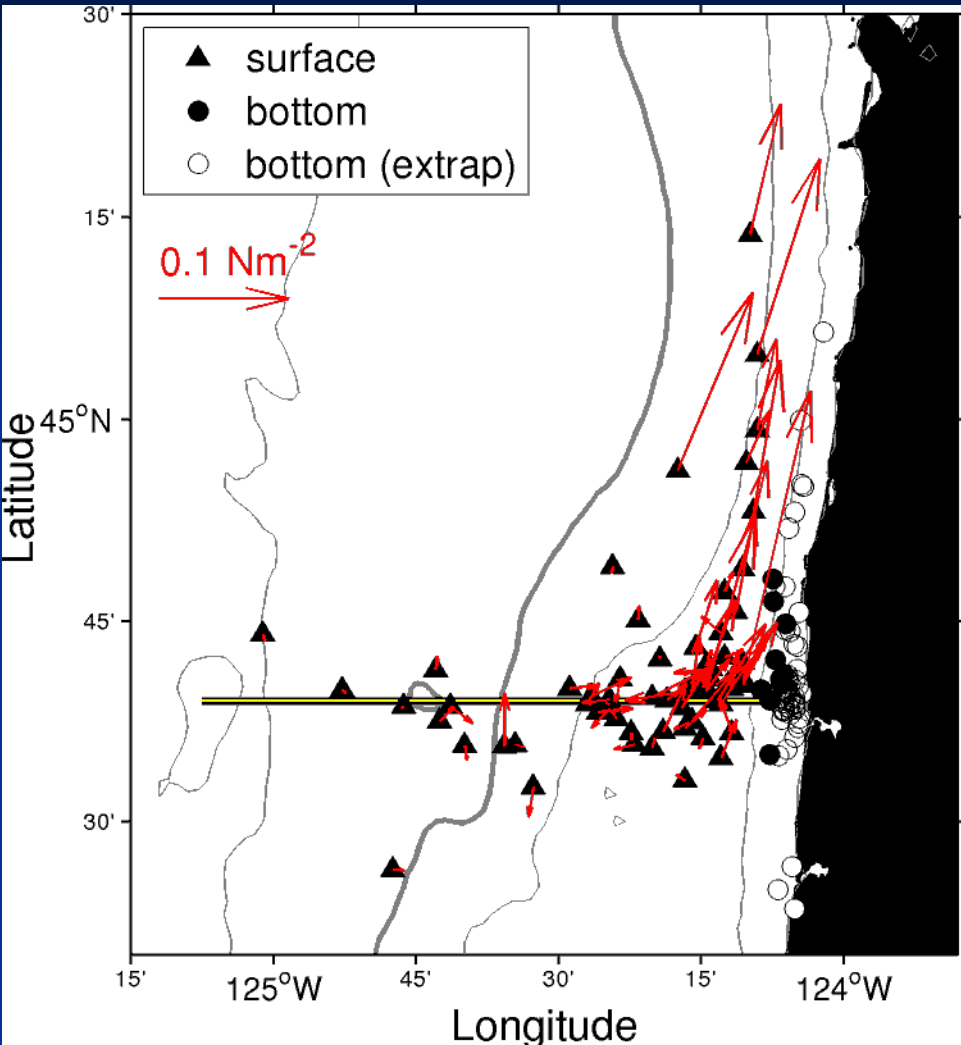 surface
bottom
bottom (extrap)
0.1 Nm⁻²
30'
15'
45°N
45'
30'
Latitude
15'
125°W
45'
30'
15'
124°W
Longitude